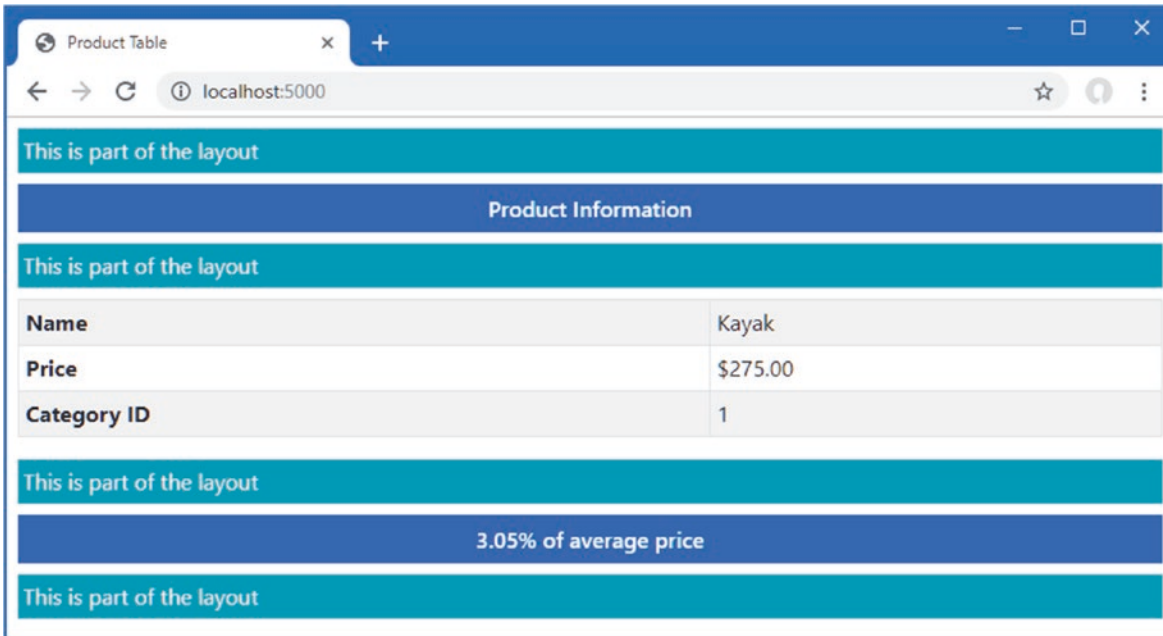 Product Table
localhost:5000
This is part of the layout
Product Information
This is part of the layout
Name Kayak
Price $275.00
Category ID 1
This is part of the layout
3.05% of average price
This is part of the layout